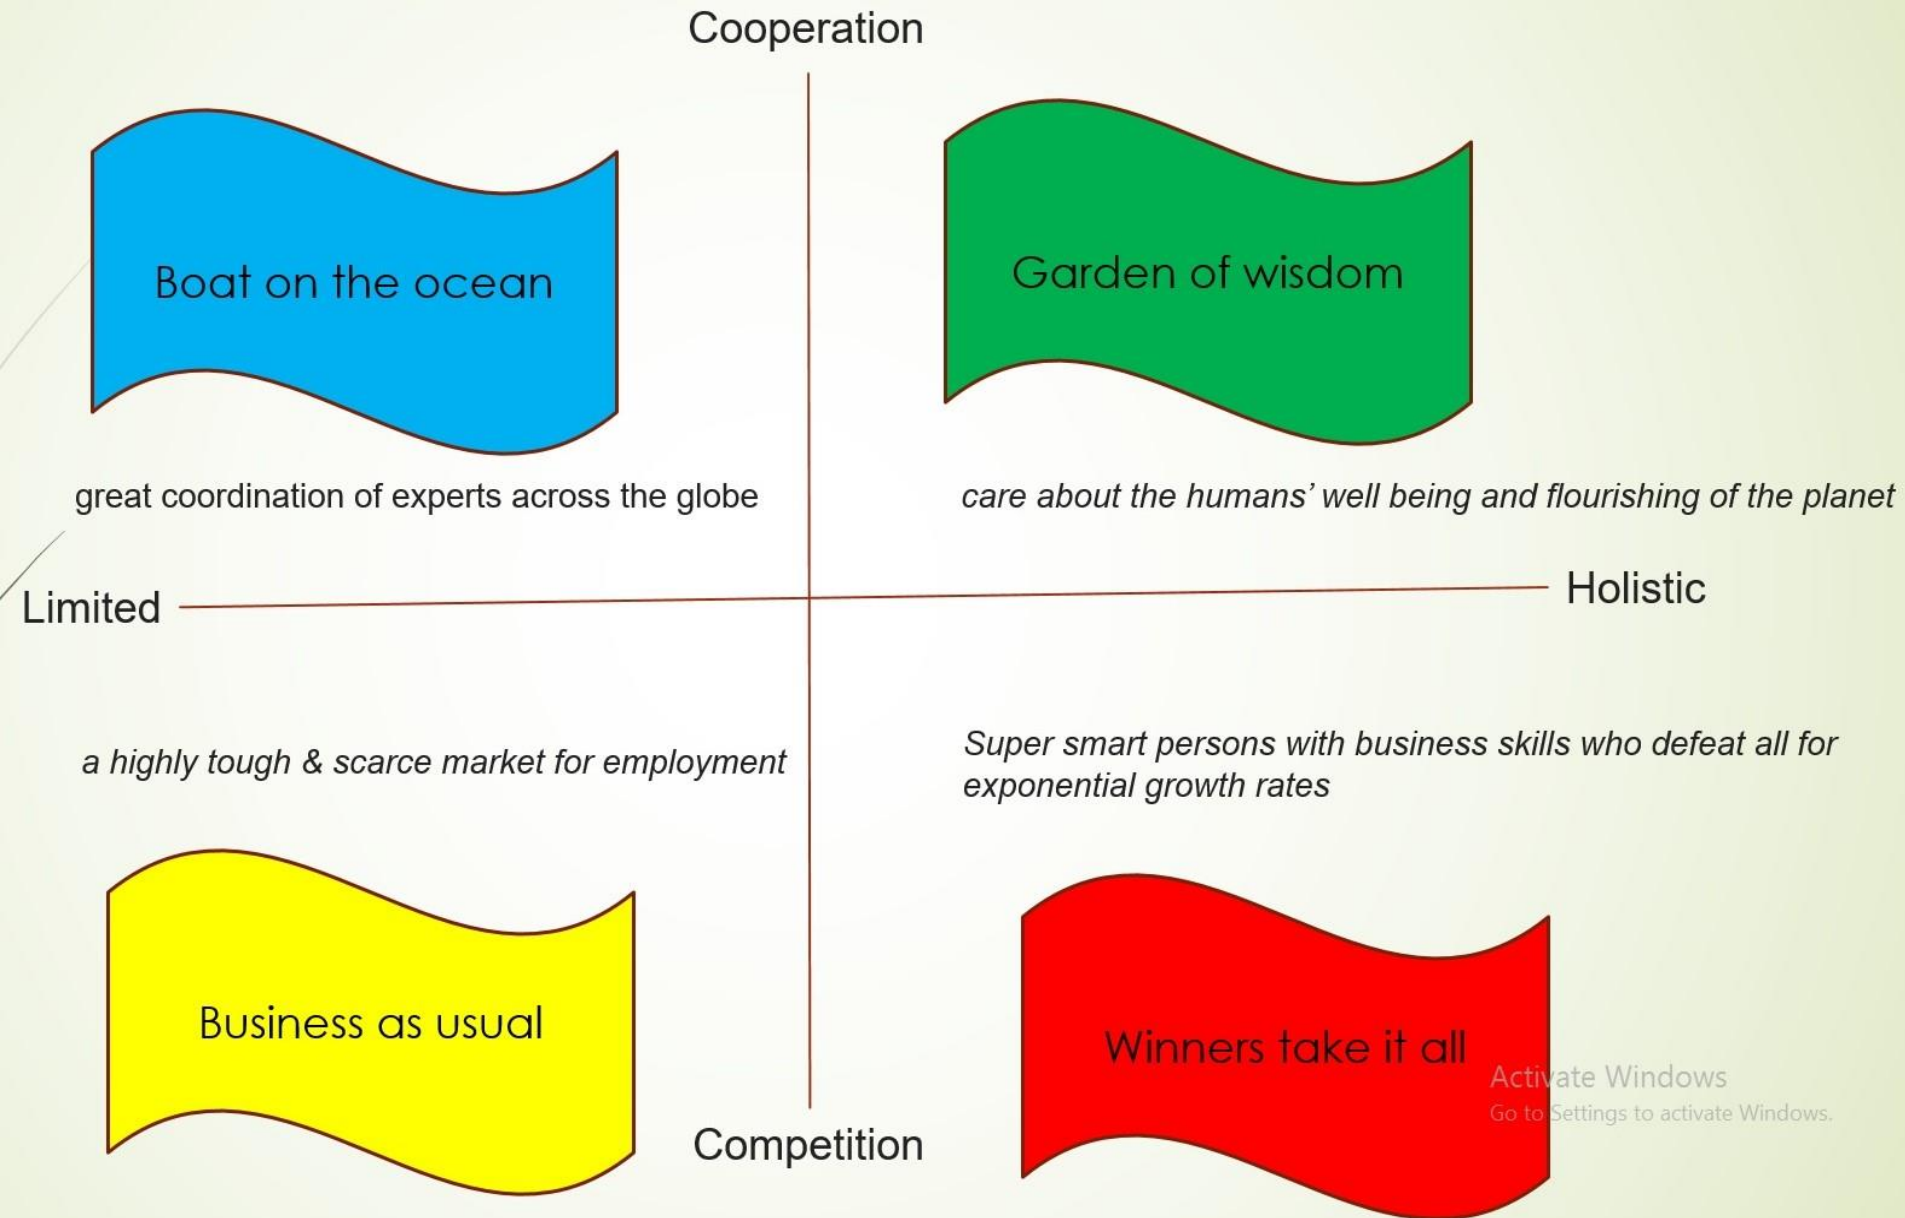 Cooperation
Boat on the ocean
Garden of wisdom
great coordination of experts across the globe
care about the humans’ well being and flourishing of the planet
Limited
Holistic
a highly tough & scarce market for employment
Super smart persons with business skills who defeat all for
exponential growth rates
Business as usual
Winners take it all
Activate Windows
Go to Settings to activate Windows.
Competition